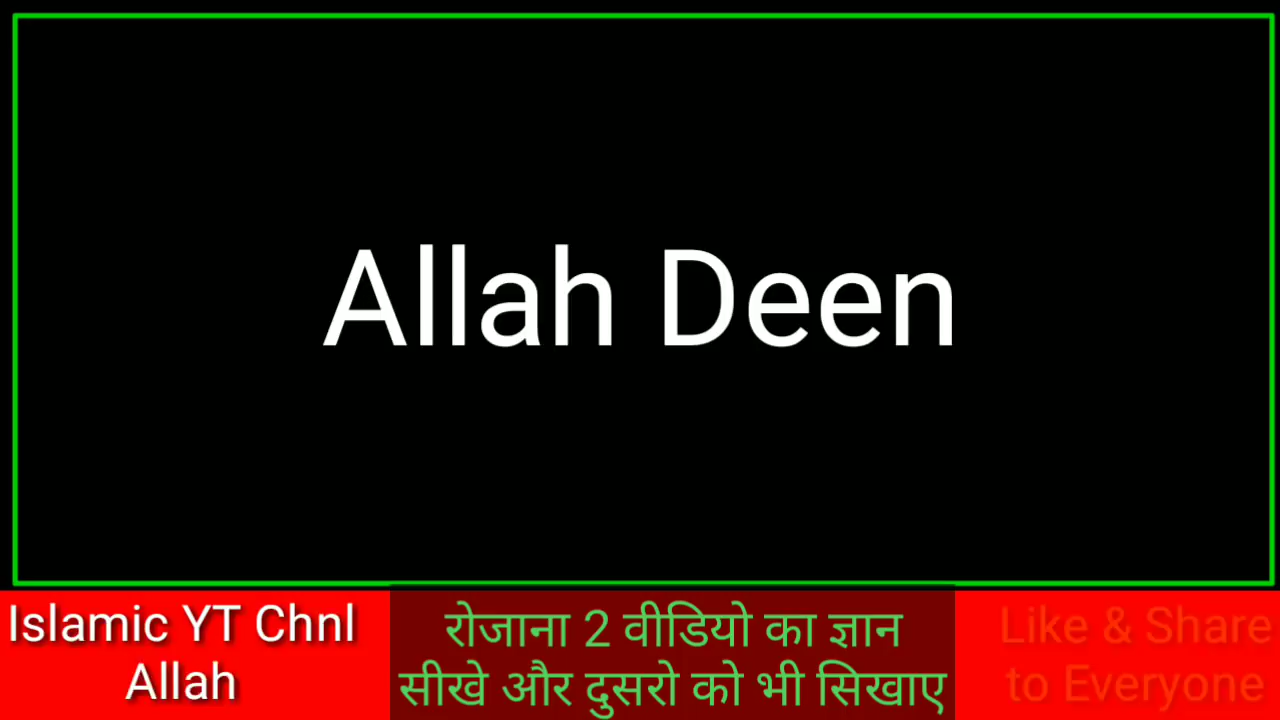 Allah Deen
Islamic YT Chnl
Allah
रोजाना 2 वीडियो का ज्ञान
सीखे और दुसरो को भी सिखाए
Like & Share
to Everyone